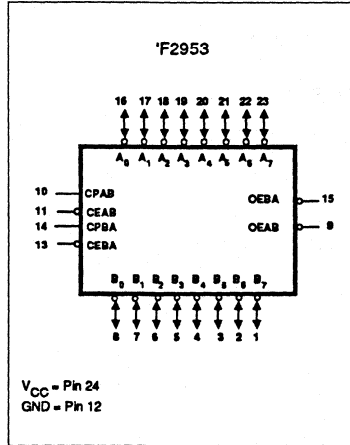 'F2953
16 17 18 19 20 21 22 23
A0 A1 A2 A3 A4 A5 A6 A7
10 CPAB
11 CEAB
14 CPBA
13 CEBA
OEBA 15
OEAB 9
B0 B1 B2 B3 B4 B5 B6 B7
8 7 6 5 4 3 2 1
VCC = Pin 24
GND = Pin 12